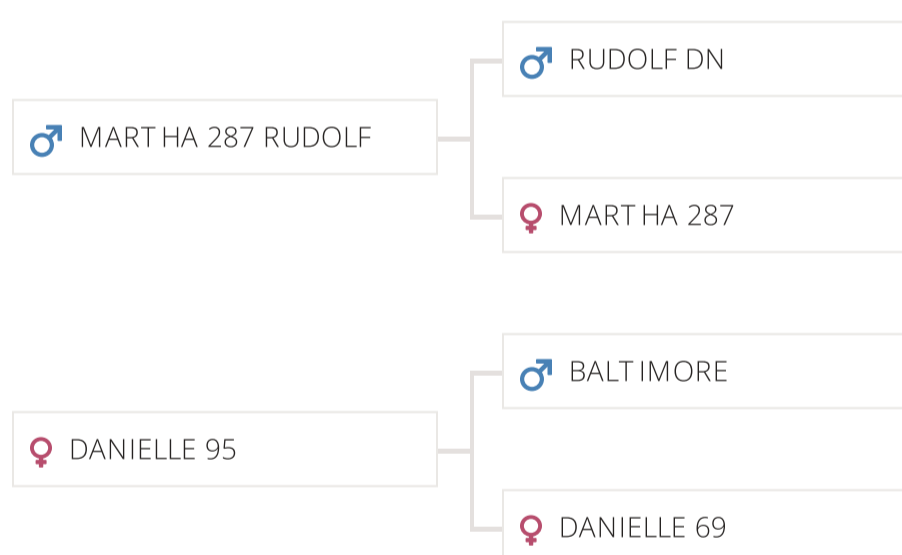 RUDOLF DN
MARTHA 287 RUDOLF
MARTHA 287
BALTIMORE
DANIELLE 95
DANIELLE 69